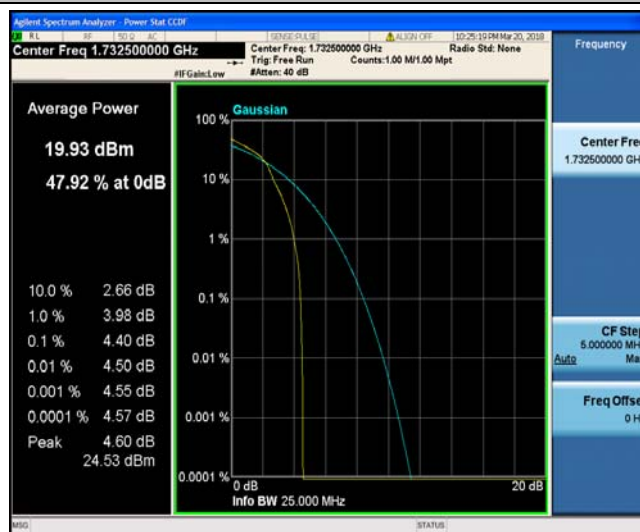 Agilent Spectrum Analyzer - Power Stat CCDF
RL RF 50 Ω AC SENSE:PULSE ALIGN OFF 10:25:19 PM Mar 20, 2018
Center Freq 1.732500000 GHz
Center Freq: 1.732500000 GHz Radio Std: None
Trig: Free Run Counts:1.00 M/1.00 Mpt
#IFGain:Low #Atten: 40 dB
Frequency
Average Power
19.93 dBm
47.92 % at 0dB
10.0 % 2.66 dB
1.0 % 3.98 dB
0.1 % 4.40 dB
0.01 % 4.50 dB
0.001 % 4.55 dB
0.0001 % 4.57 dB
Peak 4.60 dB
24.53 dBm
Gaussian
100 %
10 %
1 %
0.1 %
0.01 %
0.001 %
0.0001 %
0 dB 20 dB
Info BW 25.000 MHz
Center Fre
1.732500000 GH
CF Ste
5.000000 MH
Auto Ma
Freq Offse
0 H
MSG STATUS